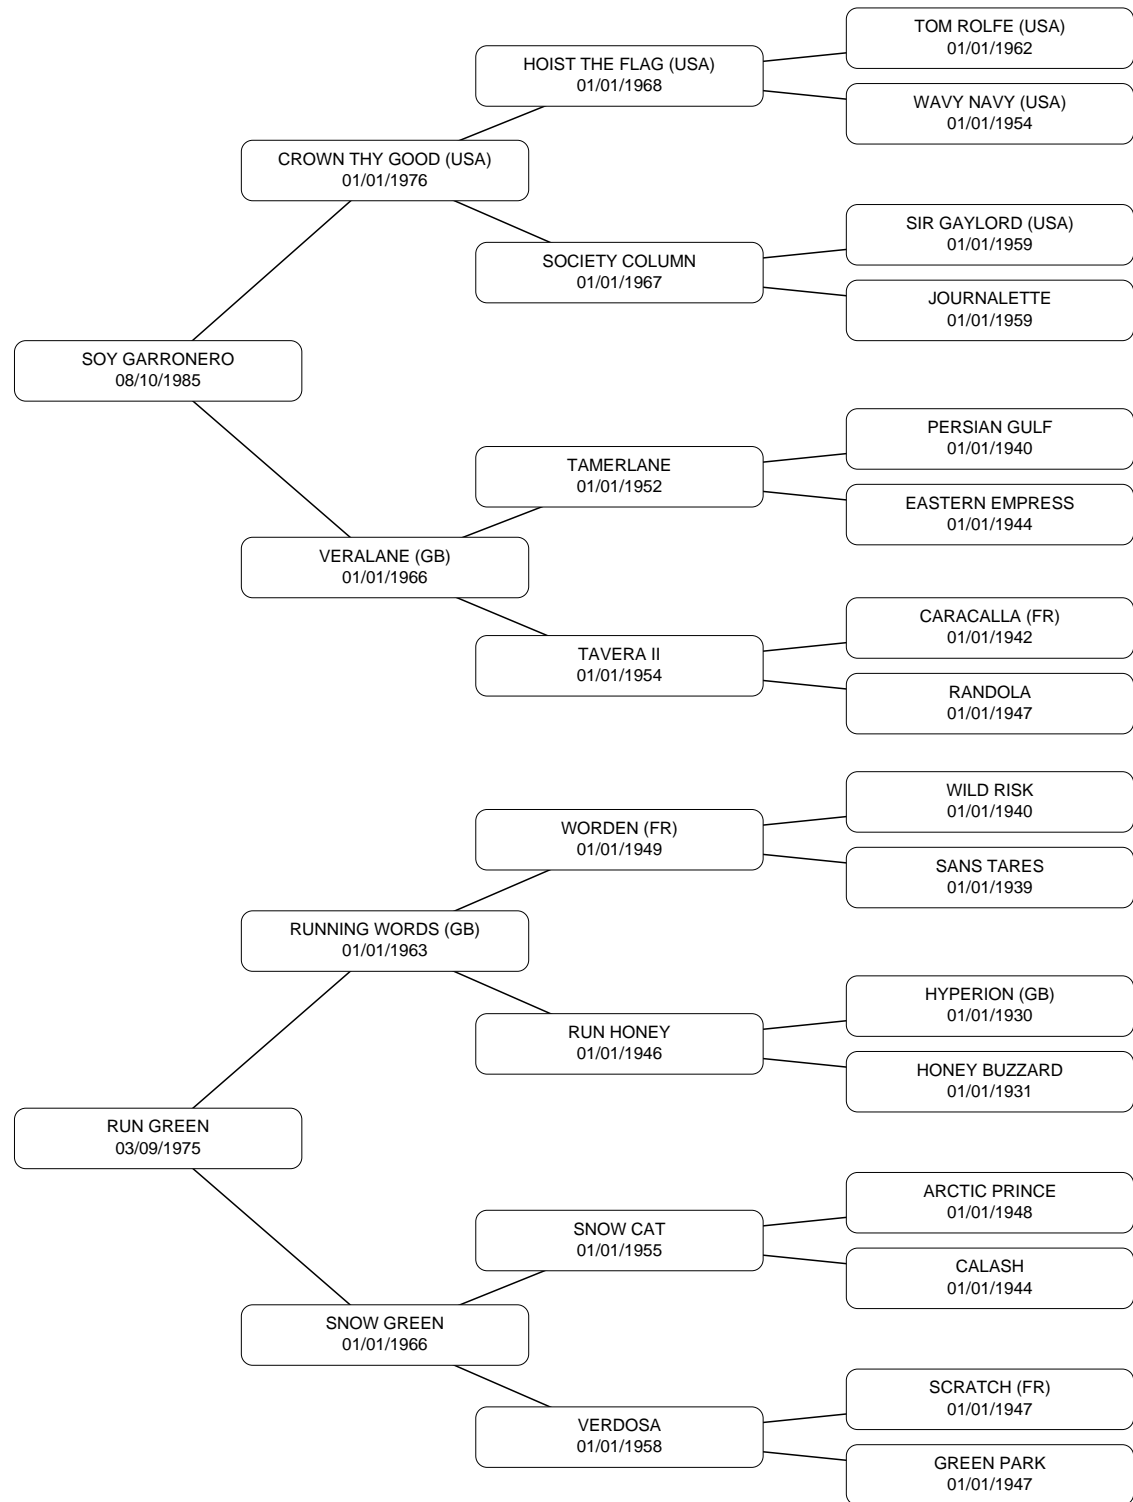 TOM ROLFE (USA)
01/01/1962
HOIST THE FLAG (USA)
01/01/1968
WAVY NAVY (USA)
01/01/1954
CROWN THY GOOD (USA)
01/01/1976
SIR GAYLORD (USA)
01/01/1959
SOCIETY COLUMN
01/01/1967
JOURNALETTE
01/01/1959
SOY GARRONERO
08/10/1985
PERSIAN GULF
01/01/1940
TAMERLANE
01/01/1952
EASTERN EMPRESS
01/01/1944
VERALANE (GB)
01/01/1966
CARACALLA (FR)
01/01/1942
TAVERA II
01/01/1954
RANDOLA
01/01/1947
WILD RISK
01/01/1940
WORDEN (FR)
01/01/1949
SANS TARES
01/01/1939
RUNNING WORDS (GB)
01/01/1963
HYPERION (GB)
01/01/1930
RUN HONEY
01/01/1946
HONEY BUZZARD
01/01/1931
RUN GREEN
03/09/1975
ARCTIC PRINCE
01/01/1948
SNOW CAT
01/01/1955
CALASH
01/01/1944
SNOW GREEN
01/01/1966
SCRATCH (FR)
01/01/1947
VERDOSA
01/01/1958
GREEN PARK
01/01/1947